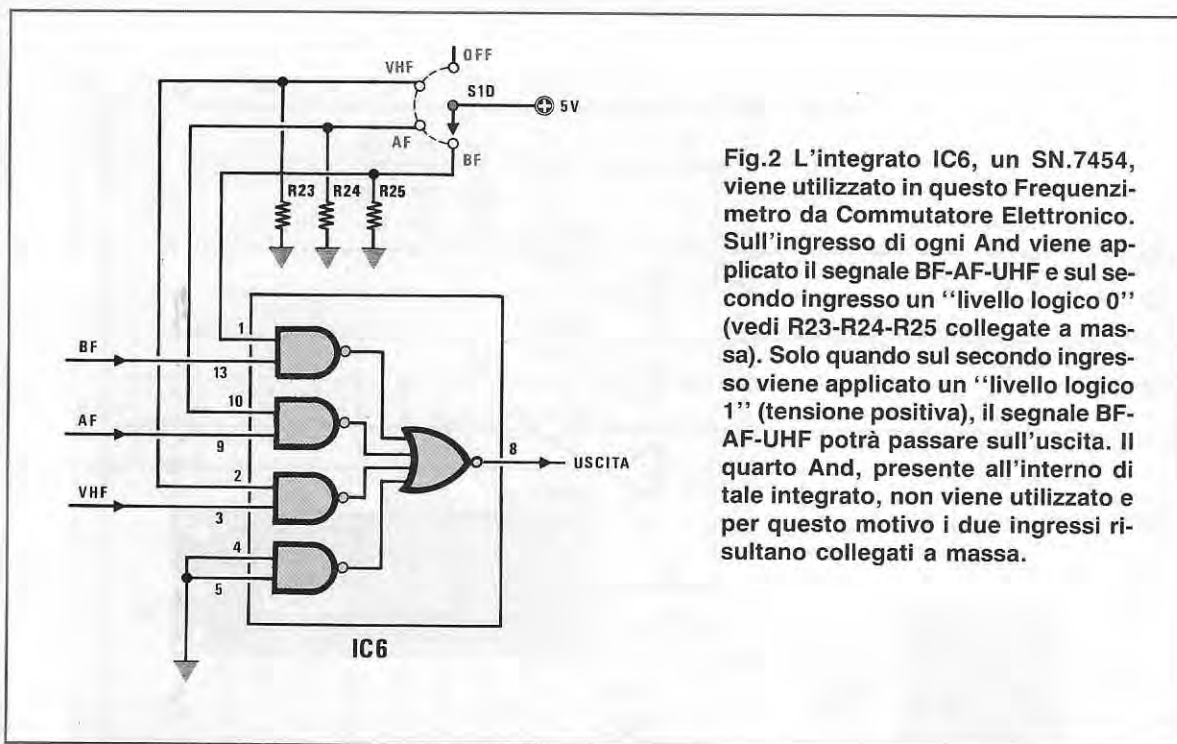 OFF
VHF
S1D
5V
AF
BF
R23
R24
R25
1
BF
13
10
AF
9
2
VHF
3
4
5
8
USCITA
IC6
Fig.2 L'integrato IC6, un SN.7454,
viene utilizzato in questo Frequenzi-
metro da Commutatore Elettronico.
Sull'ingresso di ogni And viene ap-
plicato il segnale BF-AF-UHF e sul se-
condo ingresso un ‘‘livello logico 0’’
(vedi R23-R24-R25 collegate a mas-
sa). Solo quando sul secondo ingres-
so viene applicato un ‘‘livello logico
1’’ (tensione positiva), il segnale BF-
AF-UHF potrà passare sull'uscita. Il
quarto And, presente all'interno di
tale integrato, non viene utilizzato e
per questo motivo i due ingressi ri-
sultano collegati a massa.